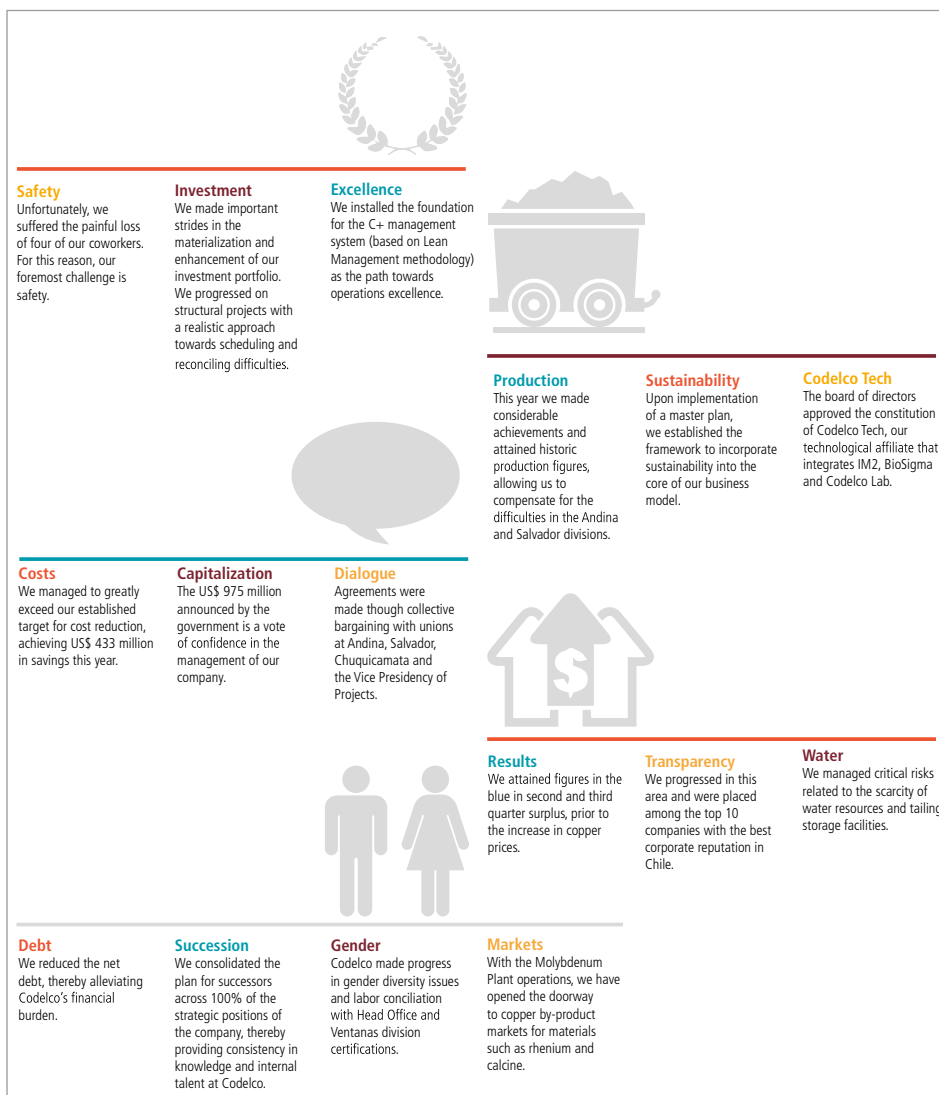 Safety
Unfortunately, we
suffered the painful loss
of four of our coworkers.
For this reason, our
foremost challenge is
safety.
Investment
We made important
strides in the
materialization and
enhancement of our
investment portfolio.
We progressed on
structural projects with
a realistic approach
towards scheduling and
reconciling difficulties.
Excellence
We installed the foundation
for the C+ management
system (based on Lean
Management methodology)
as the path towards
operations excellence.
Production
This year we made
considerable
achievements and
attained historic
production figures,
allowing us to
compensate for the
difficulties in the Andina
and Salvador divisions.
Sustainability
Upon implementation
of a master plan,
we established the
framework to incorporate
sustainability into the
core of our business
model.
Codelco Tech
The board of directors
approved the constitution
of Codelco Tech, our
technological affiliate that
integrates IM2, BioSigma
and Codelco Lab.
Costs
We managed to greatly
exceed our established
target for cost reduction,
achieving US$ 433 million
in savings this year.
Capitalization
The US$ 975 million
announced by the
government is a vote
of confidence in the
management of our
company.
Dialogue
Agreements were
made though collective
bargaining with unions
at Andina, Salvador,
Chuquicamata and
the Vice Presidency of
Projects.
$
Results
We attained figures in the
blue in second and third
quarter surplus, prior to
the increase in copper
prices.
Transparency
We progressed in this
area and were placed
among the top 10
companies with the best
corporate reputation in
Chile.
Water
We managed critical risks
related to the scarcity of
water resources and tailing
storage facilities.
Debt
We reduced the net
debt, thereby alleviating
Codelco's financial
burden.
Succession
We consolidated the
plan for successors
across 100% of the
strategic positions of
the company, thereby
providing consistency in
knowledge and internal
talent at Codelco.
Gender
Codelco made progress
in gender diversity issues
and labor conciliation
with Head Office and
Ventanas division
certifications.
Markets
With the Molybdenum
Plant operations, we have
opened the doorway
to copper by-product
markets for materials
such as rhenium and
calcine.